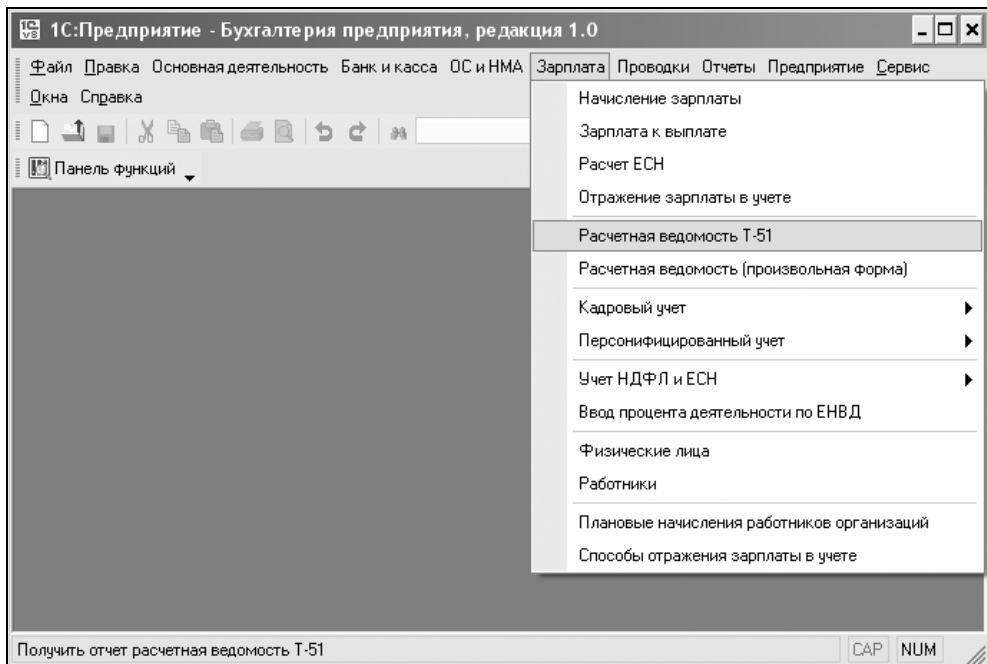 1С:Предприятие - Бухгалтерия предприятия, редакция 1.0
Файл Правка Основная деятельность Банк и касса ОС и НМА Зарплата Проводки Отчеты Предприятие Сервис
Окна Справка
Панель функций
Начисление зарплаты
Зарплата к выплате
Расчет ЕСН
Отражение зарплаты в учете
Расчетная ведомость Т-51
Расчетная ведомость (произвольная форма)
Кадровый учет
Персонифицированный учет
Учет НДФЛ и ЕСН
Ввод процента деятельности по ЕНВД
Физические лица
Работники
Плановые начисления работников организаций
Способы отражения зарплаты в учете
Получить отчет расчетная ведомость Т-51 CAP NUM